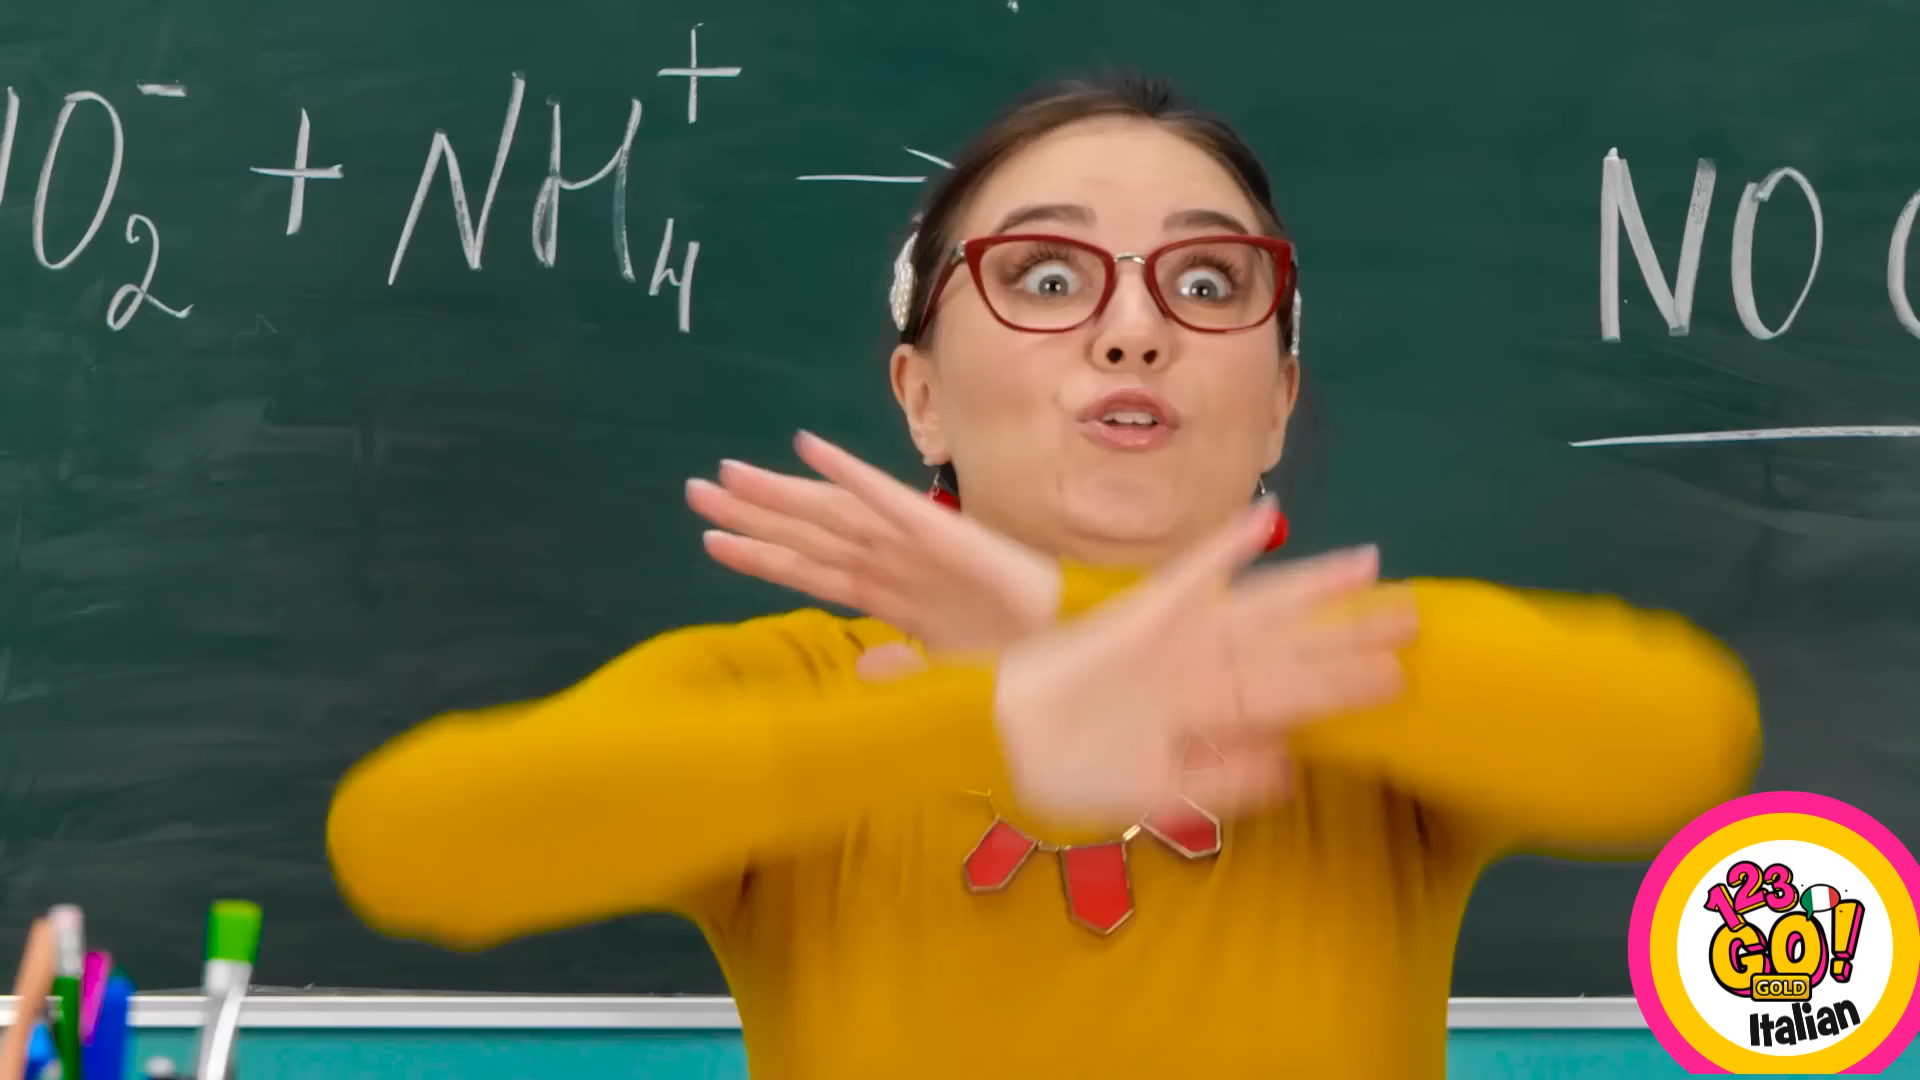 O₂⁻ + NH₄⁺ →
NO
123
GO!
GOLD
Italian